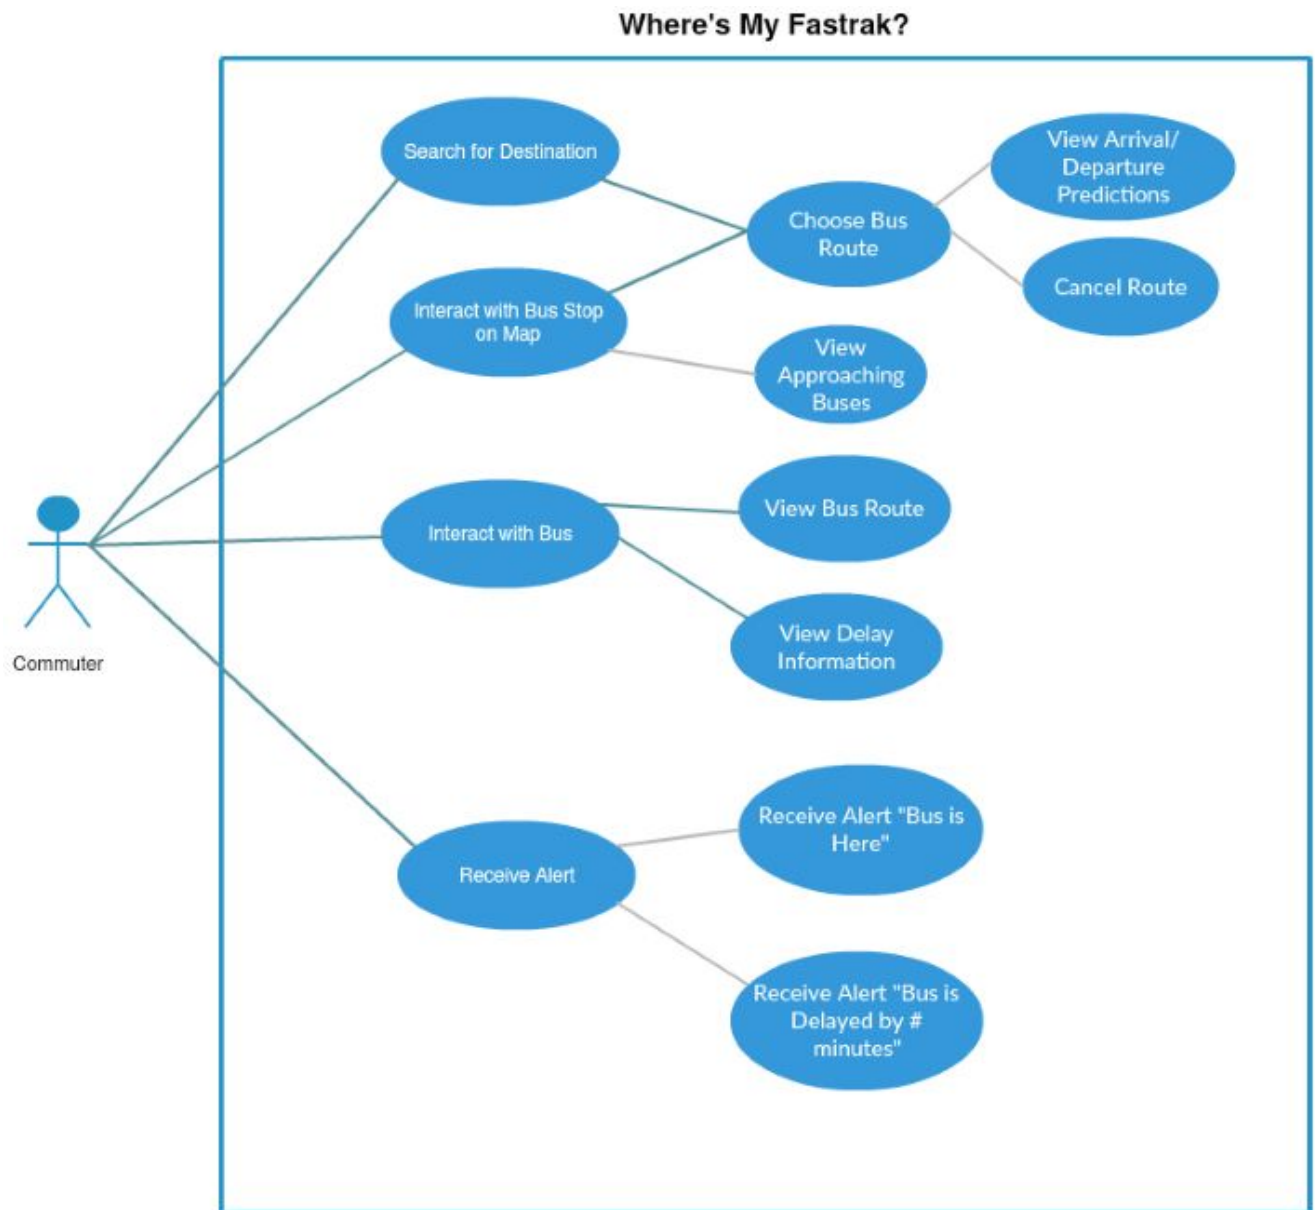 Where's My Fastrak?
Search for Destination
View Arrival/
Departure
Predictions
Choose Bus
Route
Cancel Route
Interact with Bus Stop
on Map
View
Approaching
Buses
Interact with Bus
View Bus Route
View Delay
Information
Commuter
Receive Alert
Receive Alert "Bus is
Here"
Receive Alert "Bus is
Delayed by #
minutes"